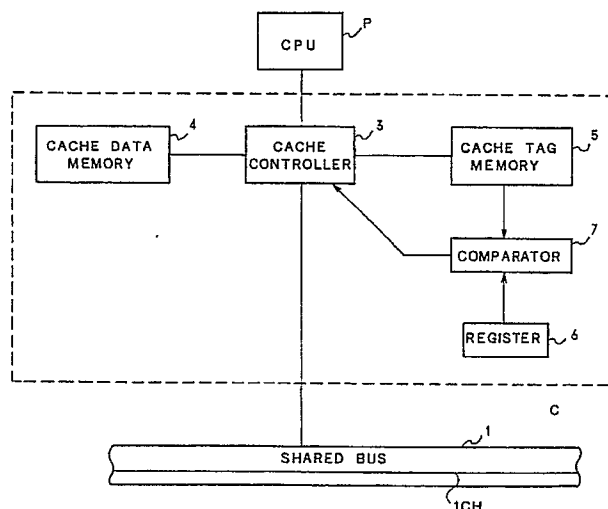 P
CPU
4
3
5
CACHE DATA
MEMORY
CACHE
CONTROLLER
CACHE TAG
MEMORY
7
COMPARATOR
REGISTER
6
C
1
SHARED BUS
1CH